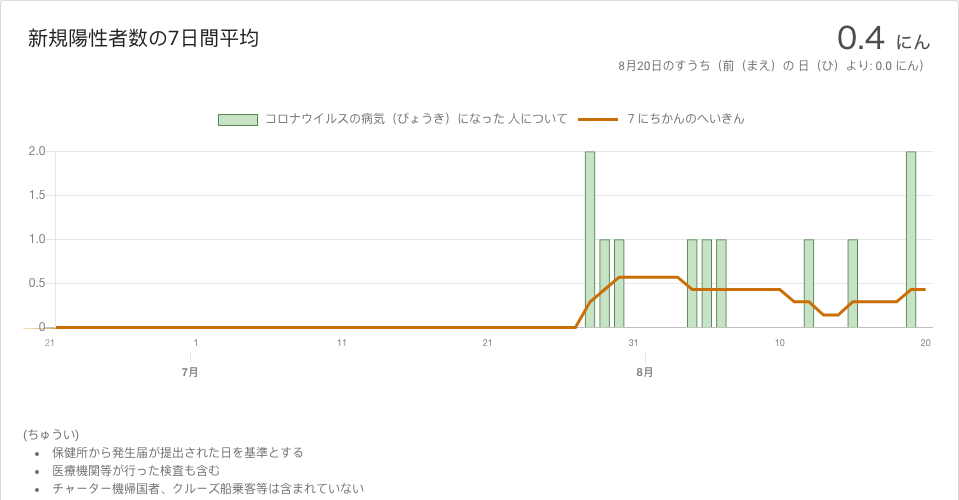 新規陽性者数の7日間平均
0.4 にん
8月20日のすうち（前（まえ）の 日（ひ）より: 0.0 にん）
コロナウイルスの病気（びょうき）になった 人について 7 にちかんのへいきん
2.0
1.5
1.0
0.5
0
21 1 11 21 31 10 20
7月 8月
(ちゅうい)
• 保健所から発生届が提出された日を基準とする
• 医療機関等が行った検査も含む
• チャーター機帰国者、クルーズ船乗客等は含まれていない